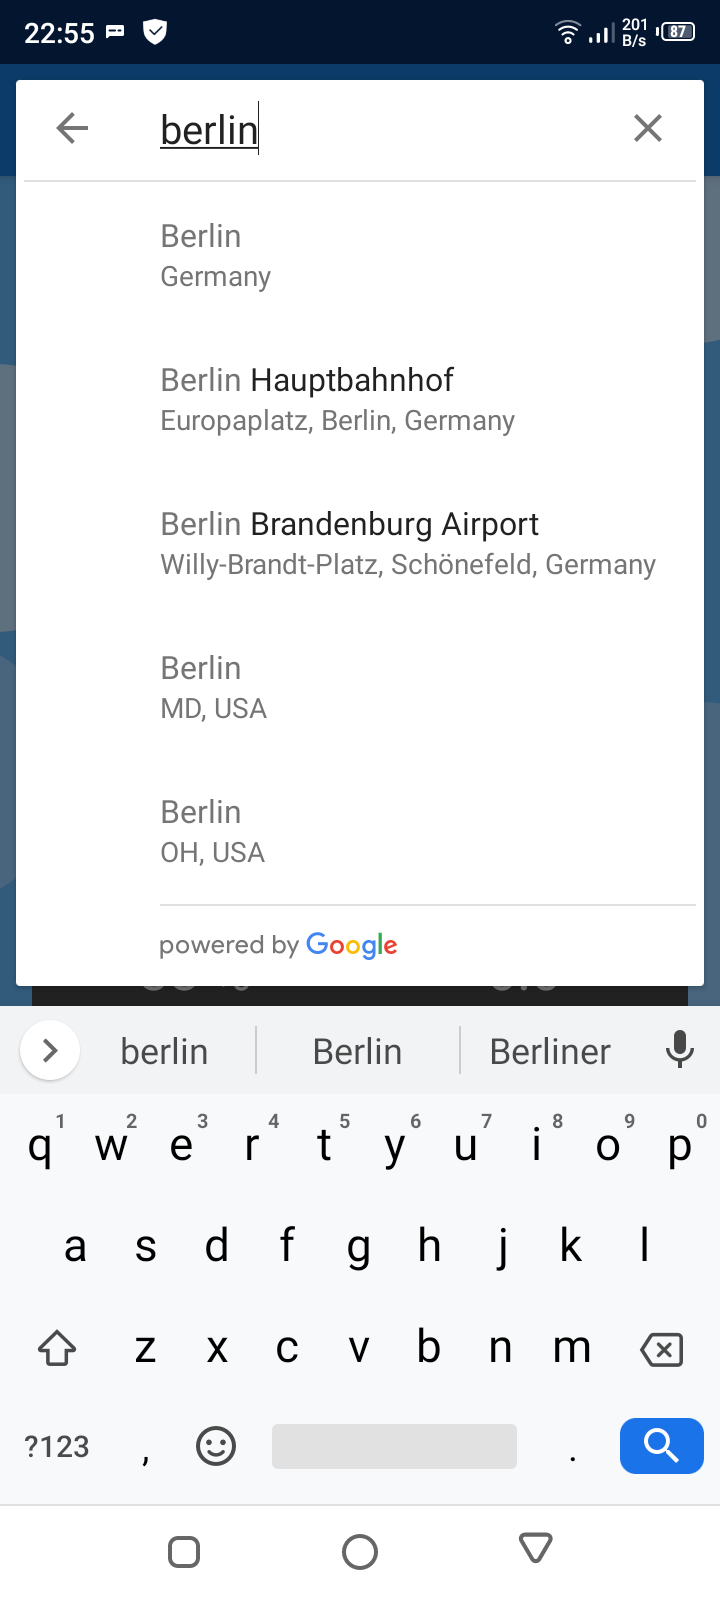 22:55
201
B/s
87
berlin
Berlin
Germany
Berlin Hauptbahnhof
Europaplatz, Berlin, Germany
Berlin Brandenburg Airport
Willy-Brandt-Platz, Schönefeld, Germany
Berlin
MD, USA
Berlin
OH, USA
powered by Google
berlin Berlin Berliner
1 2 3 4 5 6 7 8 9 0
q w e r t y u i o p
a s d f g h j k l
z x c v b n m
?123 , .